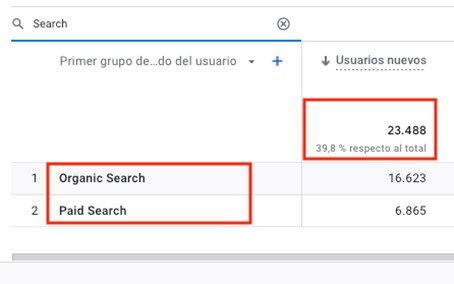 Search
Primer grupo de...do del usuario
Usuarios nuevos
23.488
39,8 % respecto al total
1 Organic Search 16.623
2 Paid Search 6.865